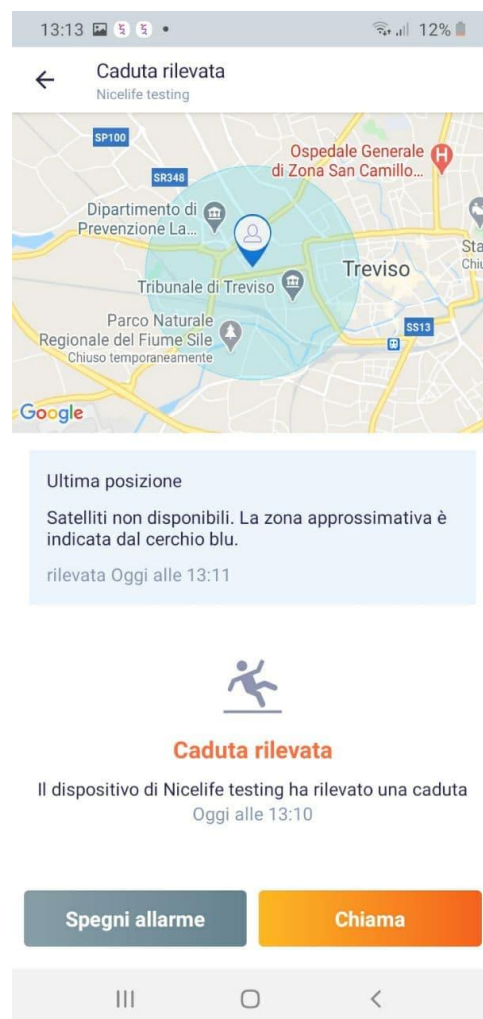 13:13
12%
Caduta rilevata
Nicelife testing
SP100
Ospedale Generale
di Zona San Camillo...
H
SR348
Dipartimento di
Prevenzione La...
Sta
Chiu
Treviso
Tribunale di Treviso
Parco Naturale
Regionale del Fiume Sile
Chiuso temporaneamente
SS13
Google
Ultima posizione
Satelliti non disponibili. La zona approssimativa è
indicata dal cerchio blu.
rilevata Oggi alle 13:11
Caduta rilevata
Il dispositivo di Nicelife testing ha rilevato una caduta
Oggi alle 13:10
Spegni allarme
Chiama